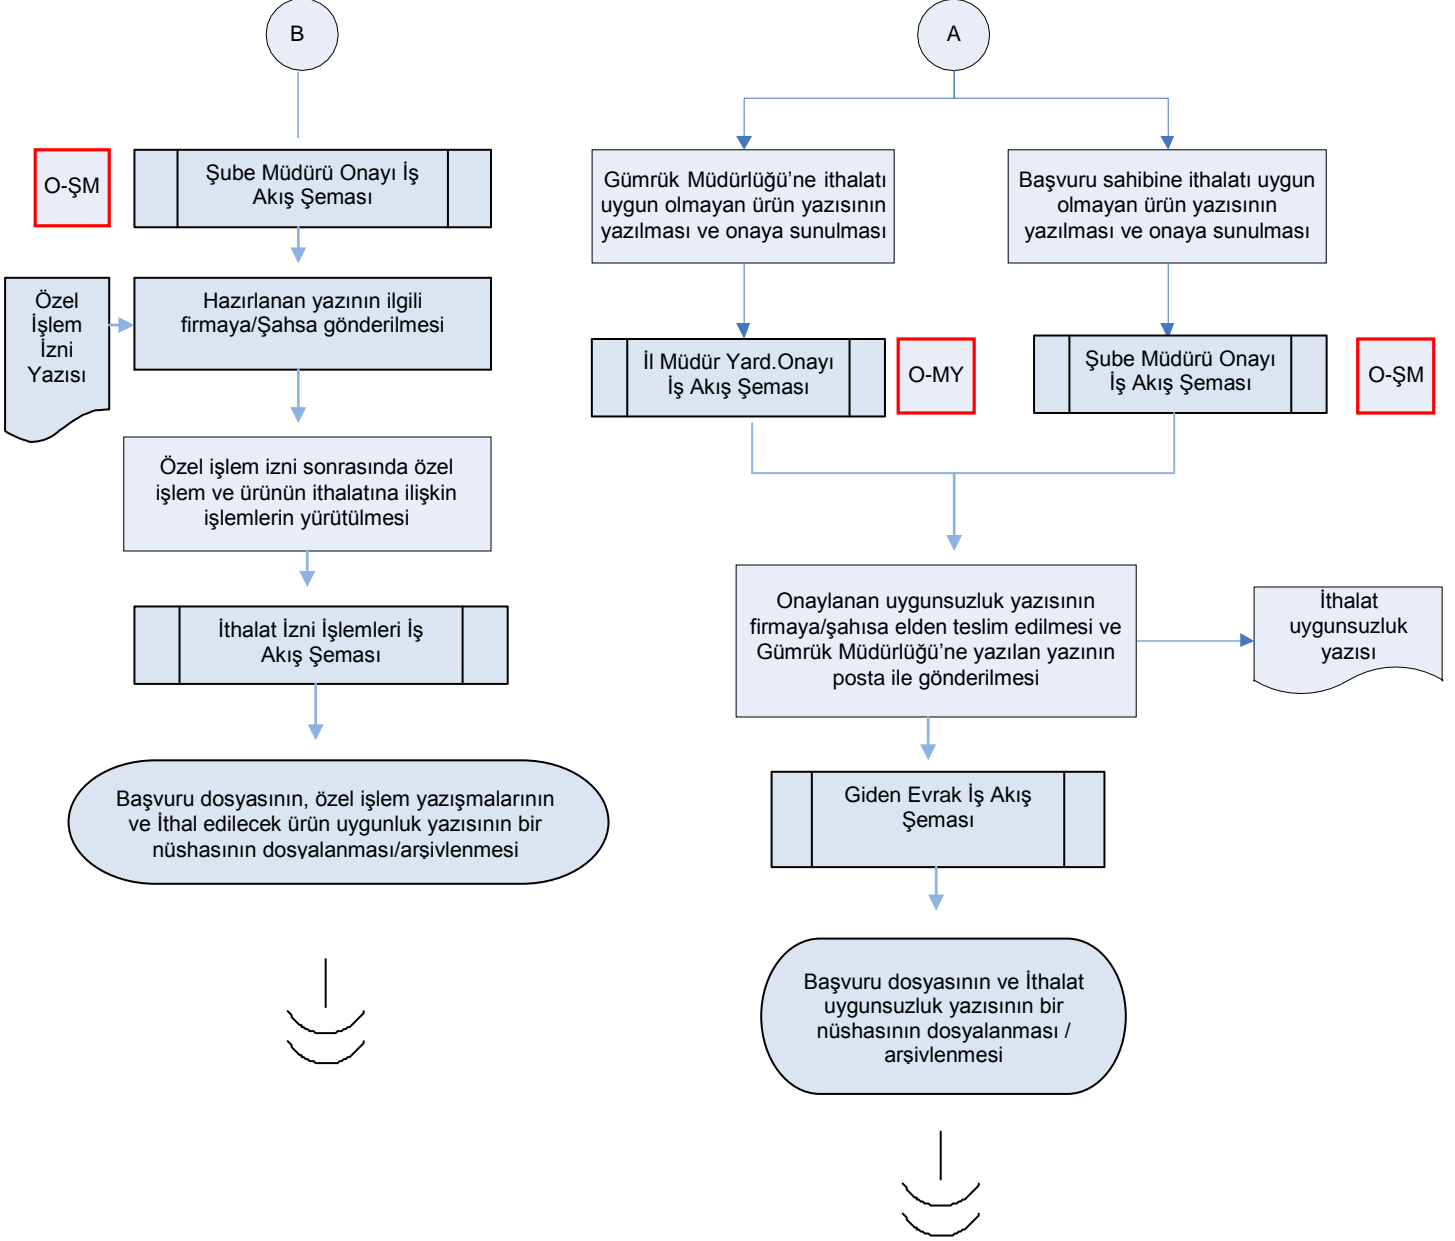 B
O-ŞM
Şube Müdürü Onayı İş
Akış Şeması
Özel
İşlem
İzni
Yazısı
Hazırlanan yazının ilgili
firmaya/Şahsa gönderilmesi
Özel işlem izni sonrasında özel
işlem ve ürünün ithalatına ilişkin
işlemlerin yürütülmesi
İthalat İzni İşlemleri İş
Akış Şeması
Başvuru dosyasının, özel işlem yazışmalarının
ve İthal edilecek ürün uygunluk yazısının bir
nüshasının dosyalanması/arşivlenmesi
A
Gümrük Müdürlüğü’ne ithalatı
uygun olmayan ürün yazısının
yazılması ve onaya sunulması
Başvuru sahibine ithalatı uygun
olmayan ürün yazısının
yazılması ve onaya sunulması
İl Müdür Yard.Onayı
İş Akış Şeması
O-MY
Şube Müdürü Onayı
İş Akış Şeması
O-ŞM
Onaylanan uygunsuzluk yazısının
firmaya/şahısa elden teslim edilmesi ve
Gümrük Müdürlüğü’ne yazılan yazının
posta ile gönderilmesi
İthalat
uygunsuzluk
yazısı
Giden Evrak İş Akış
Şeması
Başvuru dosyasının ve İthalat
uygunsuzluk yazısının bir
nüshasının dosyalanması /
arşivlenmesi